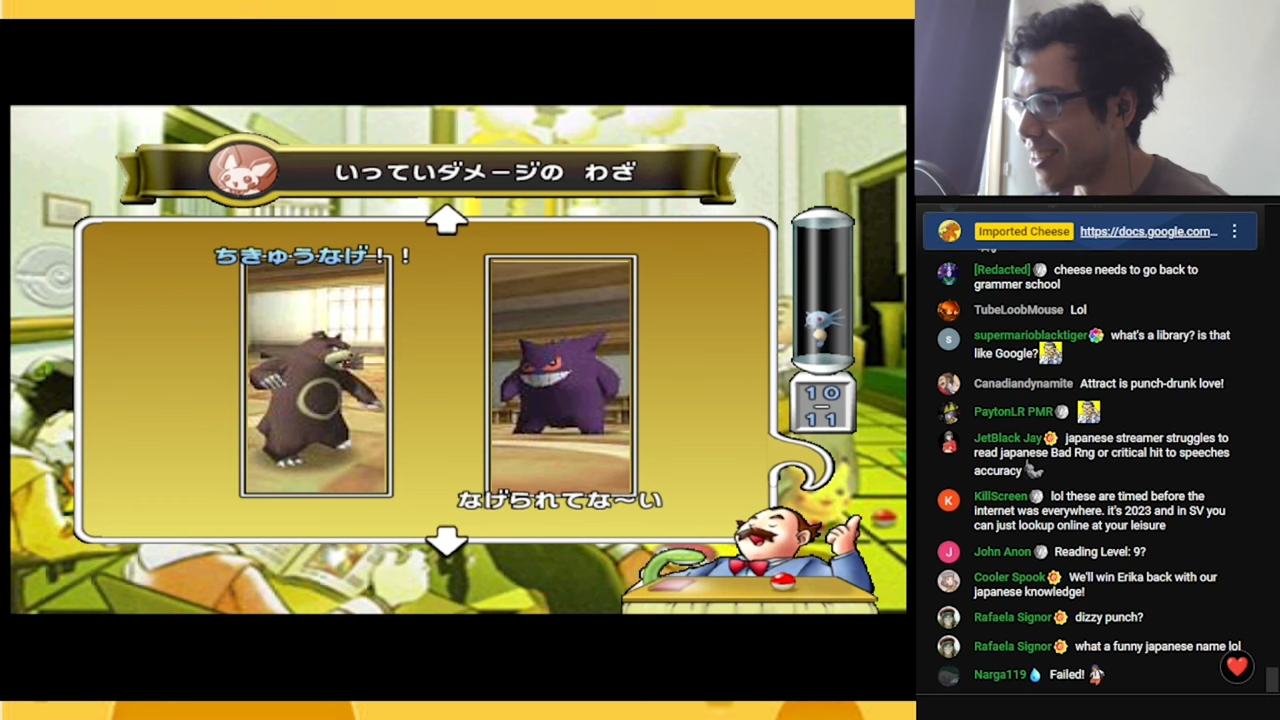 いっていダメージの わざ
ちきゅうなげ！！
なげられてな〜い
10
11
Imported Cheese https://docs.google.com…
[Redacted] cheese needs to go back to
grammer school
TubeLoobMouse Lol
supermarioblacktiger what's a library? is that
like Google?
Canadiandynamite Attract is punch-drunk love!
PaytonLR PMR
JetBlack Jay japanese streamer struggles to
read japanese Bad Rng or critical hit to speeches
accuracy
KillScreen lol these are timed before the
internet was everywhere. it's 2023 and in SV you
can just lookup online at your leisure
John Anon Reading Level: 9?
Cooler Spook We'll win Erika back with our
japanese knowledge!
Rafaela Signor dizzy punch?
Rafaela Signor what a funny japanese name lol
Narga119 Failed!